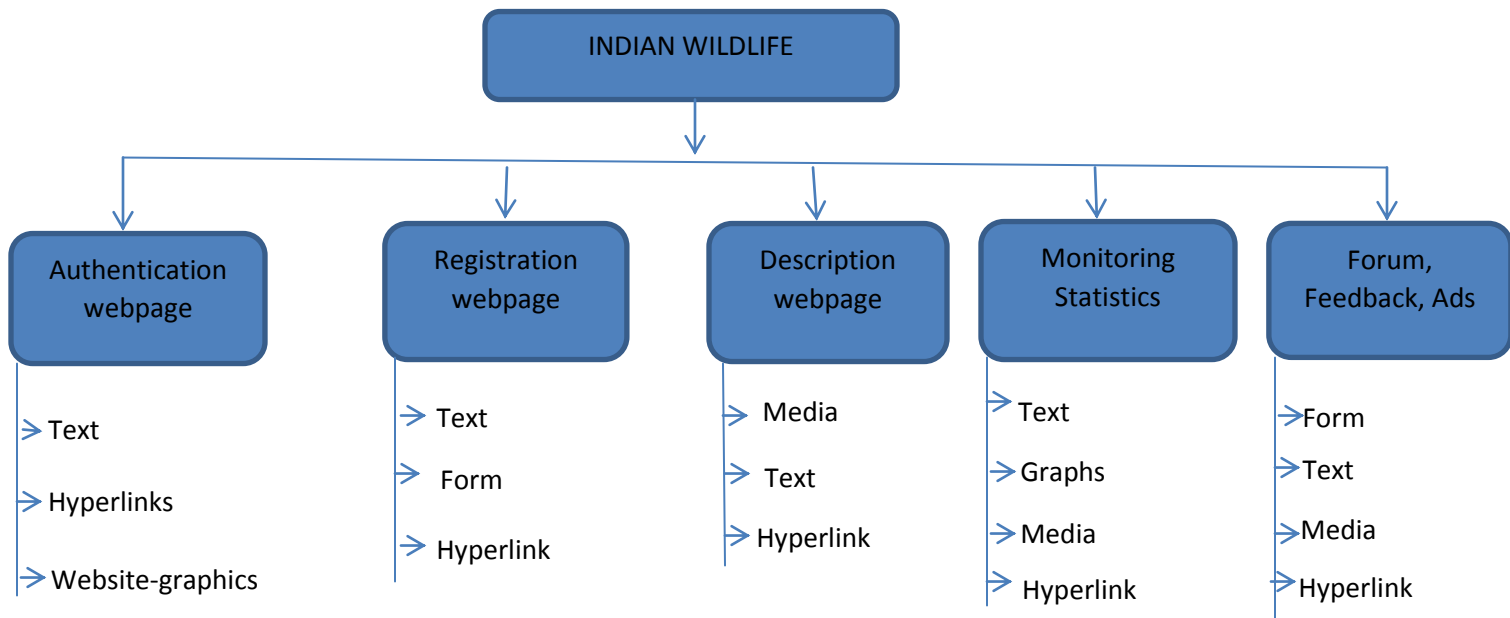 INDIAN WILDLIFE
Authentication
webpage
Text
Hyperlinks
Website-graphics
Registration
webpage
Text
Form
Hyperlink
Description
webpage
Media
Text
Hyperlink
Monitoring
Statistics
Text
Graphs
Media
Hyperlink
Forum,
Feedback, Ads
Form
Text
Media
Hyperlink